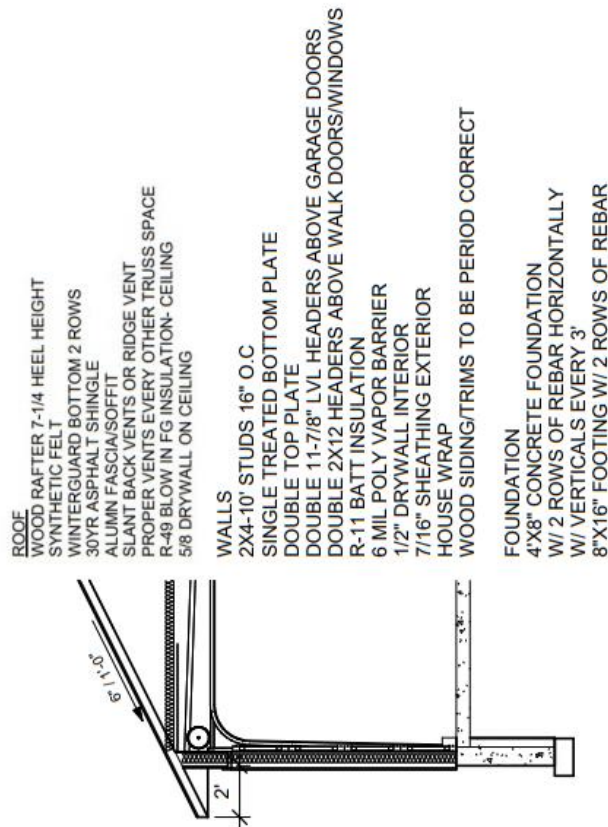 ROOF
WOOD RAFTER 7-1/4 HEEL HEIGHT
SYNTHETIC FELT
WINTERGUARD BOTTOM 2 ROWS
30YR ASPHALT SHINGLE
ALUMN FASCIA/SOFFIT
SLANT BACK VENTS OR RIDGE VENT
PROPER VENTS EVERY OTHER TRUSS SPACE
R-49 BLOW IN FG INSULATION- CEILING
5/8 DRYWALL ON CEILING
WALLS
2X4-10' STUDS 16" O.C
SINGLE TREATED BOTTOM PLATE
DOUBLE TOP PLATE
DOUBLE 11-7/8" LVL HEADERS ABOVE GARAGE DOORS
DOUBLE 2X12 HEADERS ABOVE WALK DOORS/WINDOWS
R-11 BATT INSULATION
6 MIL POLY VAPOR BARRIER
1/2" DRYWALL INTERIOR
7/16" SHEATHING EXTERIOR
HOUSE WRAP
WOOD SIDING/TRIMS TO BE PERIOD CORRECT
FOUNDATION
4'X8" CONCRETE FOUNDATION
W/ 2 ROWS OF REBAR HORIZONTALLY
W/ VERTICALS EVERY 3'
8"X16" FOOTING W/ 2 ROWS OF REBAR
6" / 1'-0"
2'